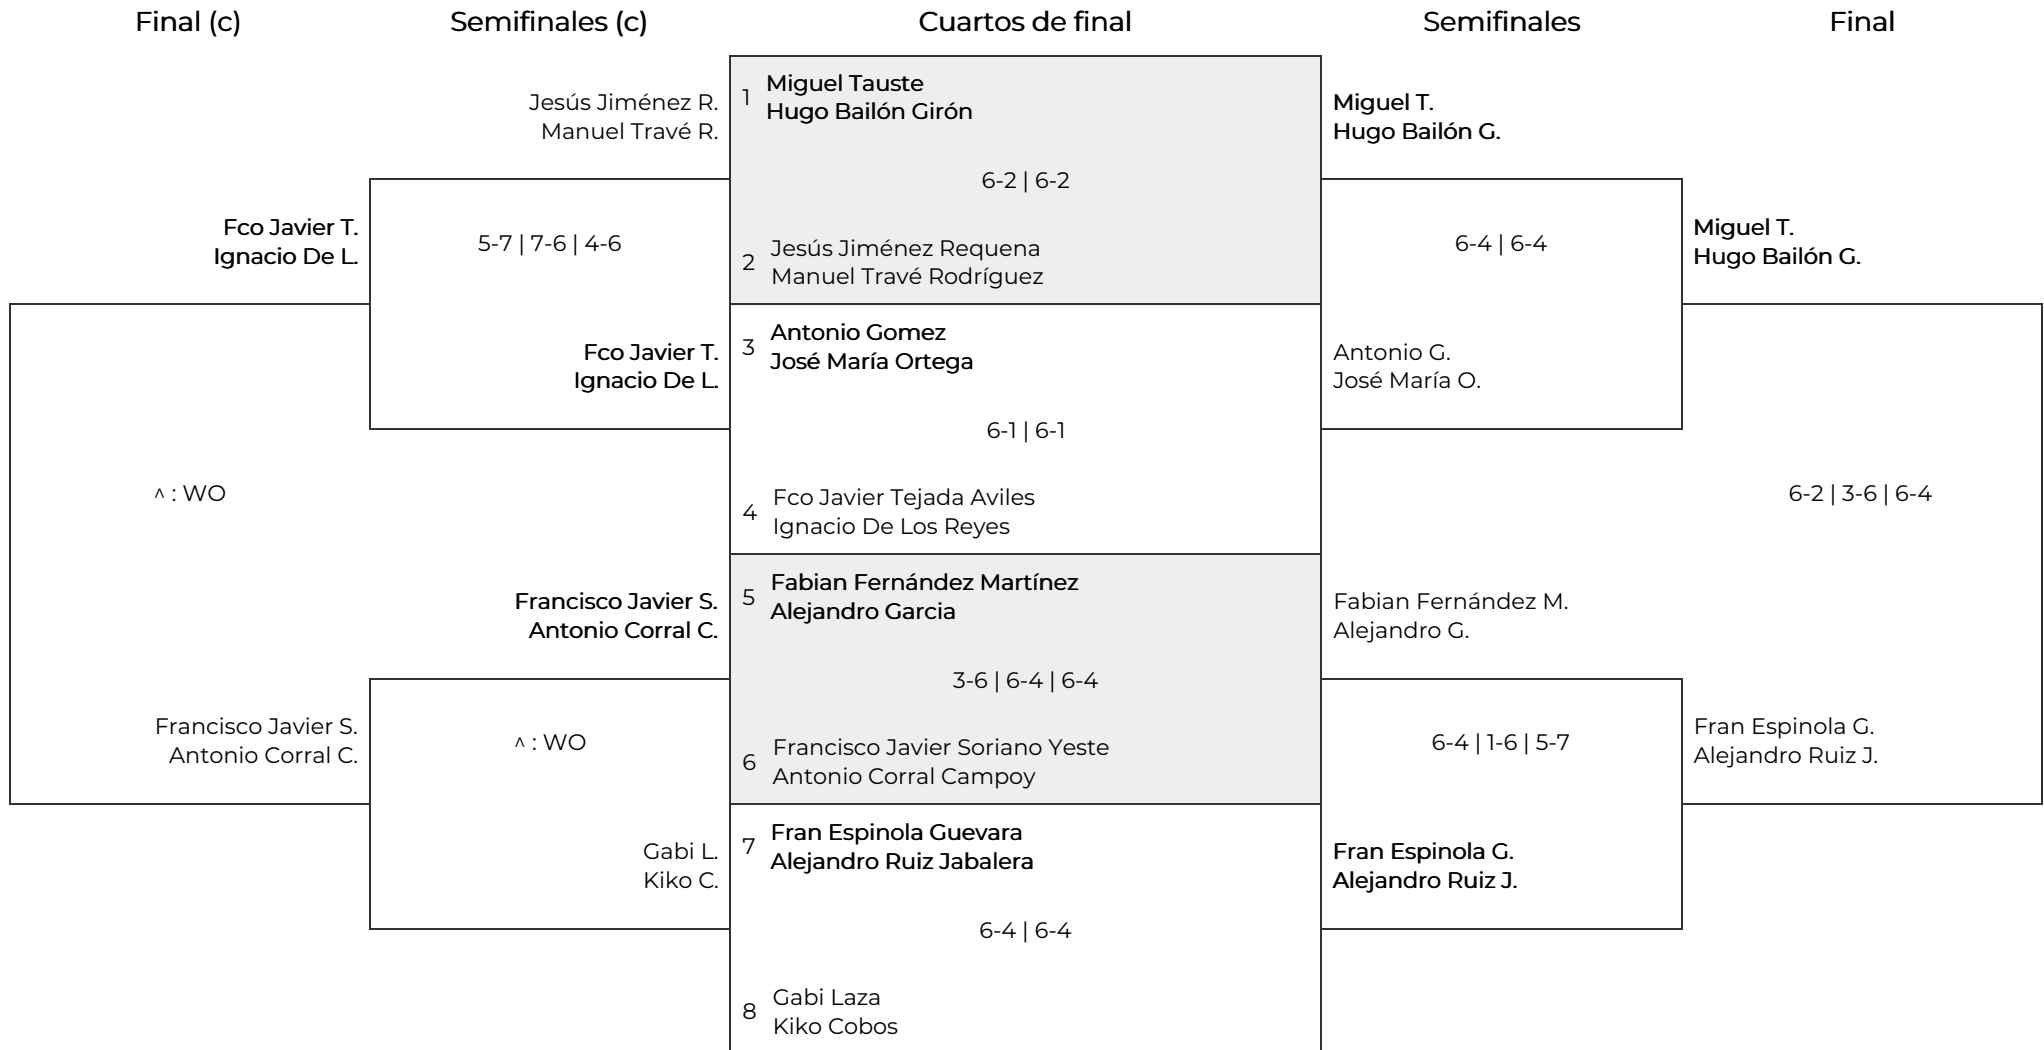 Final (c)
Semifinales (c)
Cuartos de final
Semifinales
Final
Fco Javier T.
Ignacio De L.
^ : WO
Francisco Javier S.
Antonio Corral C.
Jesús Jiménez R.
Manuel Travé R.
5-7 | 7-6 | 4-6
Fco Javier T.
Ignacio De L.
Francisco Javier S.
Antonio Corral C.
^ : WO
Gabi L.
Kiko C.
1
Miguel Tauste
Hugo Bailón Girón
6-2 | 6-2
2
Jesús Jiménez Requena
Manuel Travé Rodríguez
3
Antonio Gomez
José María Ortega
6-1 | 6-1
4
Fco Javier Tejada Aviles
Ignacio De Los Reyes
5
Fabian Fernández Martínez
Alejandro Garcia
3-6 | 6-4 | 6-4
6
Francisco Javier Soriano Yeste
Antonio Corral Campoy
7
Fran Espinola Guevara
Alejandro Ruiz Jabalera
6-4 | 6-4
8
Gabi Laza
Kiko Cobos
Miguel T.
Hugo Bailón G.
6-4 | 6-4
Antonio G.
José María O.
Fabian Fernández M.
Alejandro G.
6-4 | 1-6 | 5-7
Fran Espinola G.
Alejandro Ruiz J.
Miguel T.
Hugo Bailón G.
6-2 | 3-6 | 6-4
Fran Espinola G.
Alejandro Ruiz J.